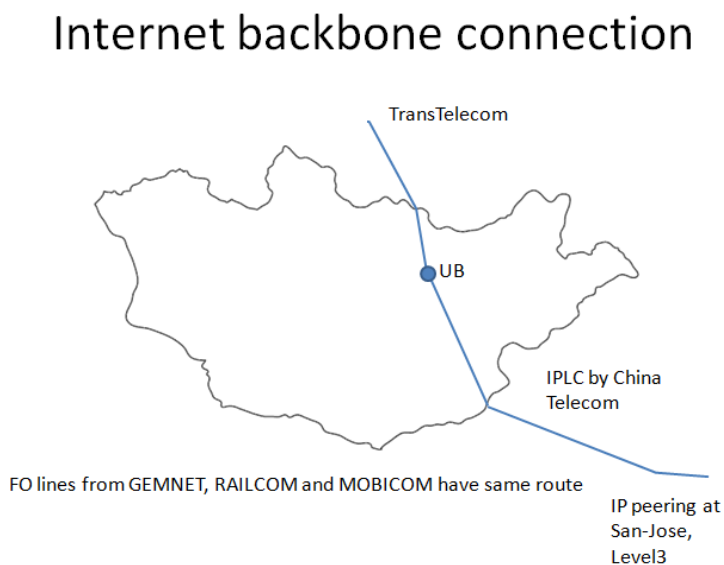 Internet backbone connection
TransTelecom
UB
IPLC by China
Telecom
FO lines from GEMNET, RAILCOM and MOBICOM have same route
IP peering at
San-Jose,
Level3